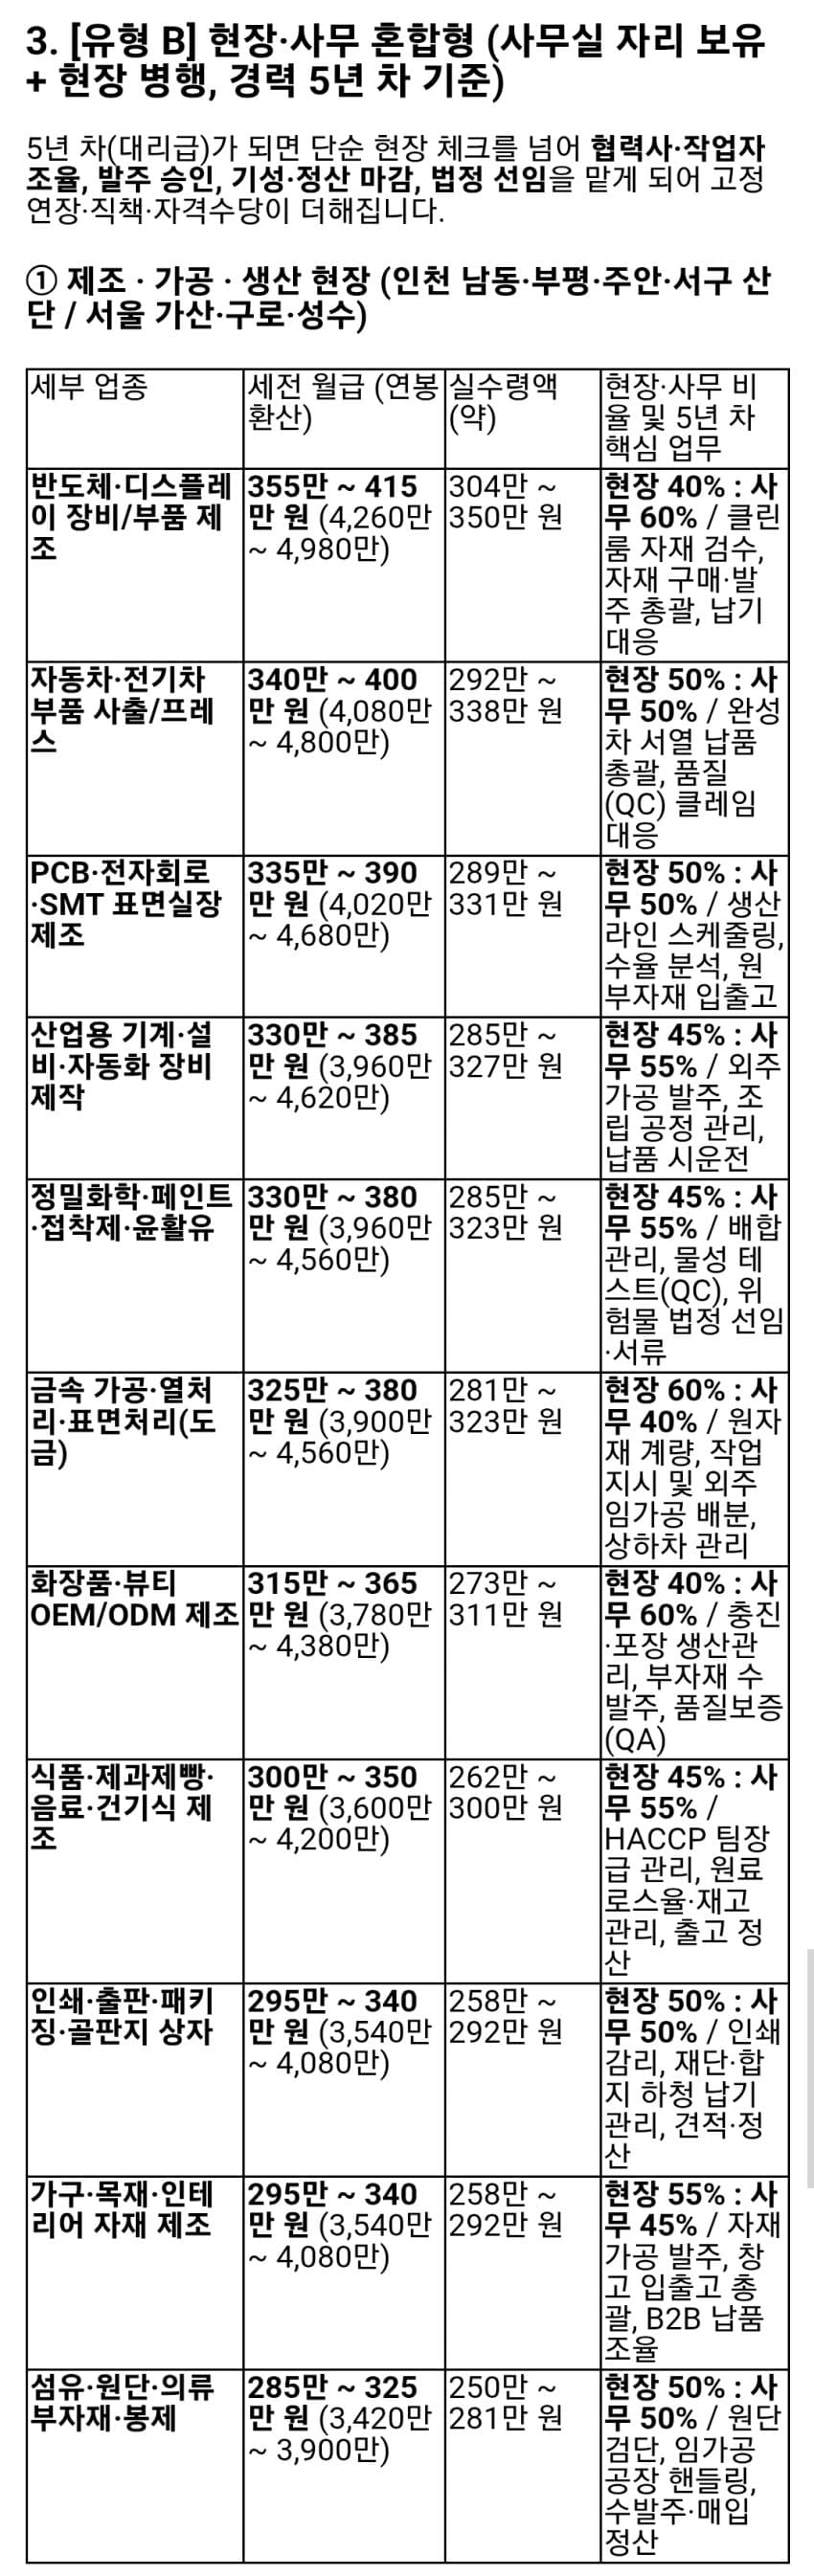 3. [유형 B] 현장·사무 혼합형 (사무실 자리 보유
+ 현장 병행, 경력 5년 차 기준)
5년 차(대리급)가 되면 단순 현장 체크를 넘어 협력사·작업자
조율, 발주 승인, 기성·정산 마감, 법정 선임을 맡게 되어 고정
연장·직책·자격수당이 더해집니다.
① 제조 · 가공 · 생산 현장 (인천 남동·부평·주안·서구 산
단 / 서울 가산·구로·성수)
세부 업종
세전 월급 (연봉
환산)
실수령액
(약)
현장·사무 비
율 및 5년 차
핵심 업무
반도체·디스플레
이 장비/부품 제
조
355만 ~ 415
만 원 (4,260만
~ 4,980만)
304만 ~
350만 원
현장 40% : 사
무 60% / 클린
룸 자재 검수,
자재 구매·발
주 총괄, 납기
대응
자동차·전기차
부품 사출/프레
스
340만 ~ 400
만 원 (4,080만
~ 4,800만)
292만 ~
338만 원
현장 50% : 사
무 50% / 완성
차 서열 납품
총괄, 품질
(QC) 클레임
대응
PCB·전자회로
·SMT 표면실장
제조
335만 ~ 390
만 원 (4,020만
~ 4,680만)
289만 ~
331만 원
현장 50% : 사
무 50% / 생산
라인 스케줄링,
수율 분석, 원
부자재 입출고
산업용 기계·설
비·자동화 장비
제작
330만 ~ 385
만 원 (3,960만
~ 4,620만)
285만 ~
327만 원
현장 45% : 사
무 55% / 외주
가공 발주, 조
립 공정 관리,
납품 시운전
정밀화학·페인트
·접착제·윤활유
330만 ~ 380
만 원 (3,960만
~ 4,560만)
285만 ~
323만 원
현장 45% : 사
무 55% / 배합
관리, 물성 테
스트(QC), 위
험물 법정 선임
·서류
금속 가공·열처
리·표면처리(도
금)
325만 ~ 380
만 원 (3,900만
~ 4,560만)
281만 ~
323만 원
현장 60% : 사
무 40% / 원자
재 계량, 작업
지시 및 외주
임가공 배분,
상하차 관리
화장품·뷰티
OEM/ODM 제조
315만 ~ 365
만 원 (3,780만
~ 4,380만)
273만 ~
311만 원
현장 40% : 사
무 60% / 충진
·포장 생산관
리, 부자재 수
발주, 품질보증
(QA)
식품·제과제빵·
음료·건기식 제
조
300만 ~ 350
만 원 (3,600만
~ 4,200만)
262만 ~
300만 원
현장 45% : 사
무 55% /
HACCP 팀장
급 관리, 원료
로스율·재고
관리, 출고 정
산
인쇄·출판·패키
징·골판지 상자
295만 ~ 340
만 원 (3,540만
~ 4,080만)
258만 ~
292만 원
현장 50% : 사
무 50% / 인쇄
감리, 재단·합
지 하청 납기
관리, 견적·정
산
가구·목재·인테
리어 자재 제조
295만 ~ 340
만 원 (3,540만
~ 4,080만)
258만 ~
292만 원
현장 55% : 사
무 45% / 자재
가공 발주, 창
고 입출고 총
괄, B2B 납품
조율
섬유·원단·의류
부자재·봉제
285만 ~ 325
만 원 (3,420만
~ 3,900만)
250만 ~
281만 원
현장 50% : 사
무 50% / 원단
검단, 임가공
공장 핸들링,
수발주·매입
정산